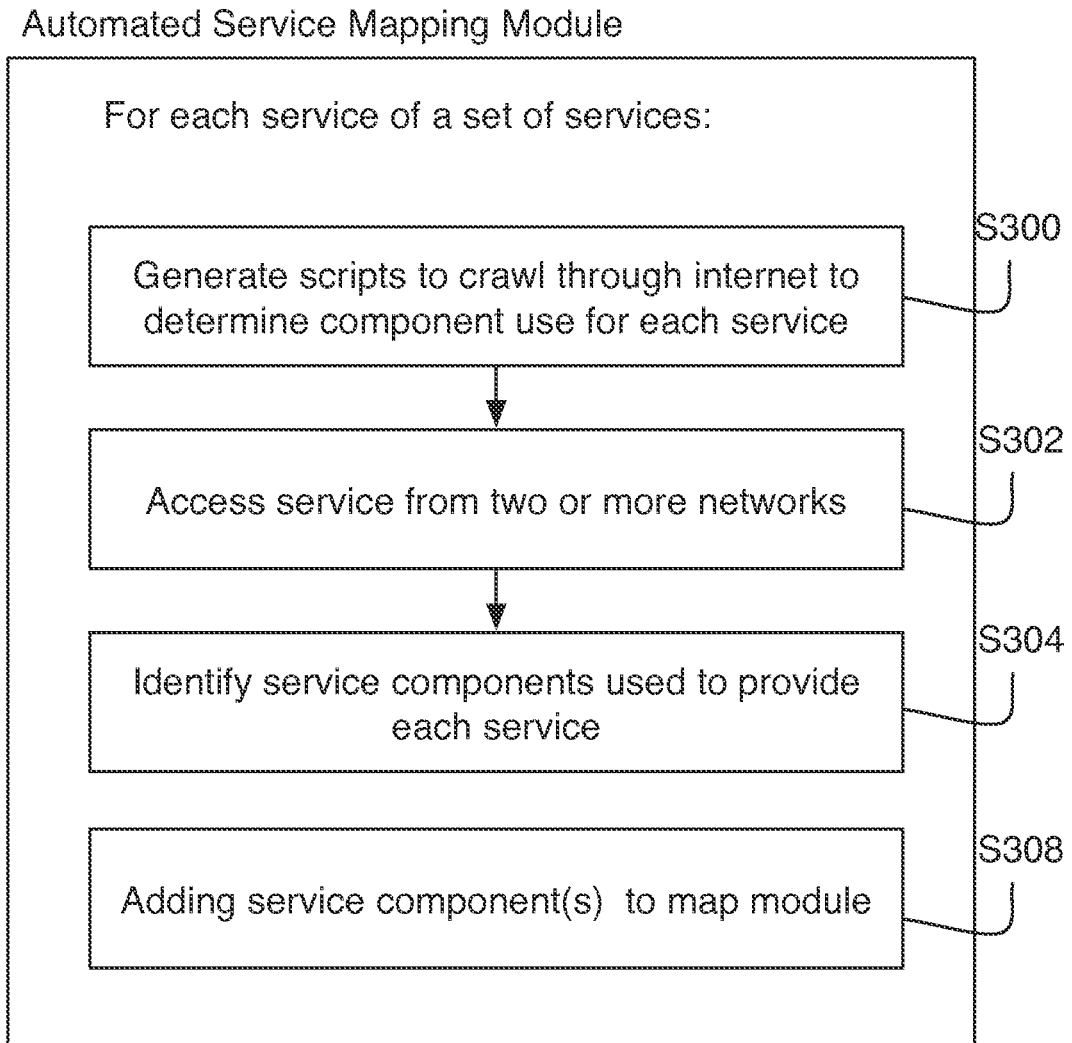 Automated Service Mapping Module
For each service of a set of services:
S300
Generate scripts to crawl through internet to
determine component use for each service
S302
Access service from two or more networks
S304
Identify service components used to provide
each service
S308
Adding service component(s) to map module